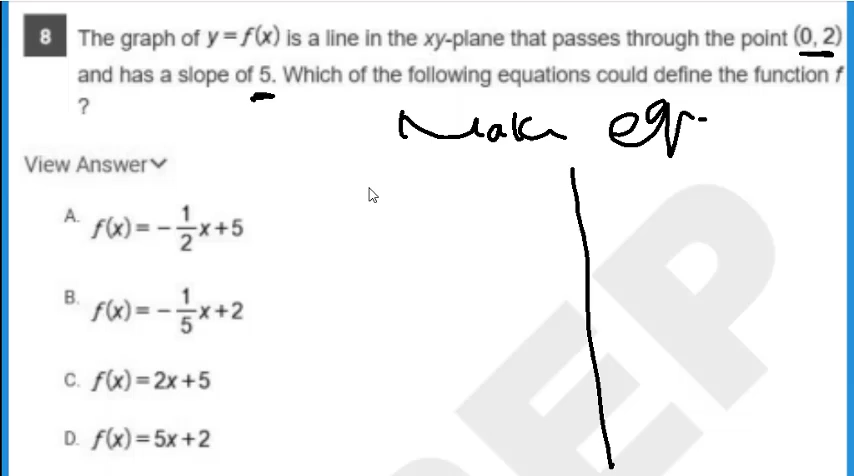 8 The graph of y = f(x) is a line in the xy-plane that passes through the point (0, 2)
and has a slope of 5. Which of the following equations could define the function f
?
Make eq.
View Answer
A. f(x) = -1/2x+5
B. f(x) = -1/5x+2
C. f(x) = 2x+5
D. f(x) = 5x+2
EP